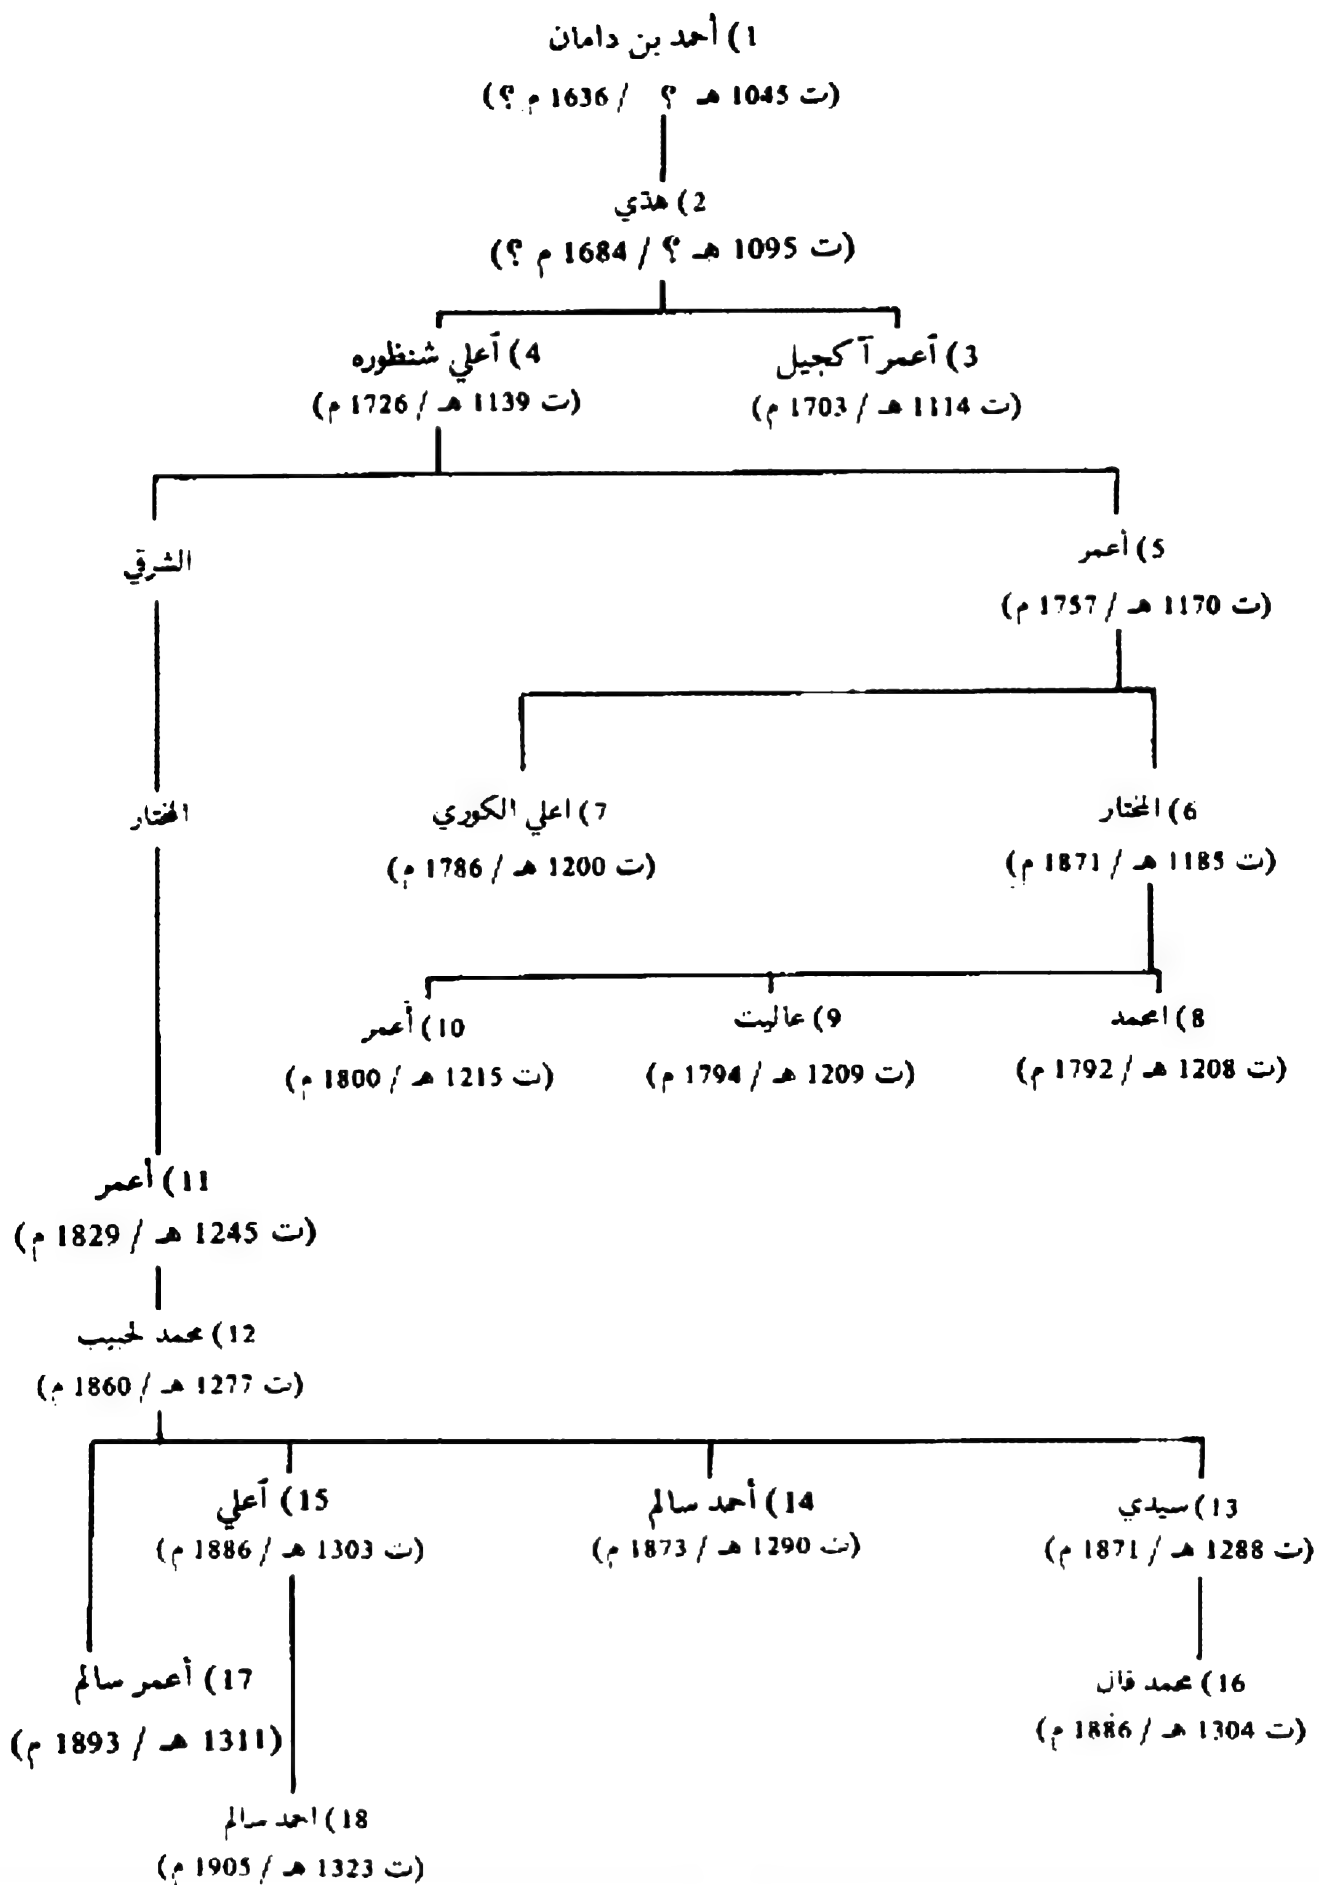 1) أحمد بن دامان
(ت 1045 هـ ؟ / 1636 م ؟)
2) هدّي
(ت 1095 هـ ؟ / 1684 م ؟)
3) أعمر آكجيل
(ت 1114 هـ / 1703 م)
4) أعلي شنظوره
(ت 1139 هـ / 1726 م)
5) أعمر
(ت 1170 هـ / 1757 م)
الشرقي
6) المختار
(ت 1185 هـ / 1871 م)
7) اعلي الكوري
(ت 1200 هـ / 1786 م)
المختار
8) امحمد
(ت 1208 هـ / 1792 م)
9) عاليت
(ت 1209 هـ / 1794 م)
10) أعمر
(ت 1215 هـ / 1800 م)
11) أعمر
(ت 1245 هـ / 1829 م)
12) محمد لحبيب
(ت 1277 هـ / 1860 م)
13) سيدي
(ت 1288 هـ / 1871 م)
14) أحمد سالم
(ت 1290 هـ / 1873 م)
15) أعلي
(ت 1303 هـ / 1886 م)
16) محمد فال
(ت 1304 هـ / 1886 م)
17) أعمر سالم
(1311 هـ / 1893 م)
18) احمد سالم
(ت 1323 هـ / 1905 م)